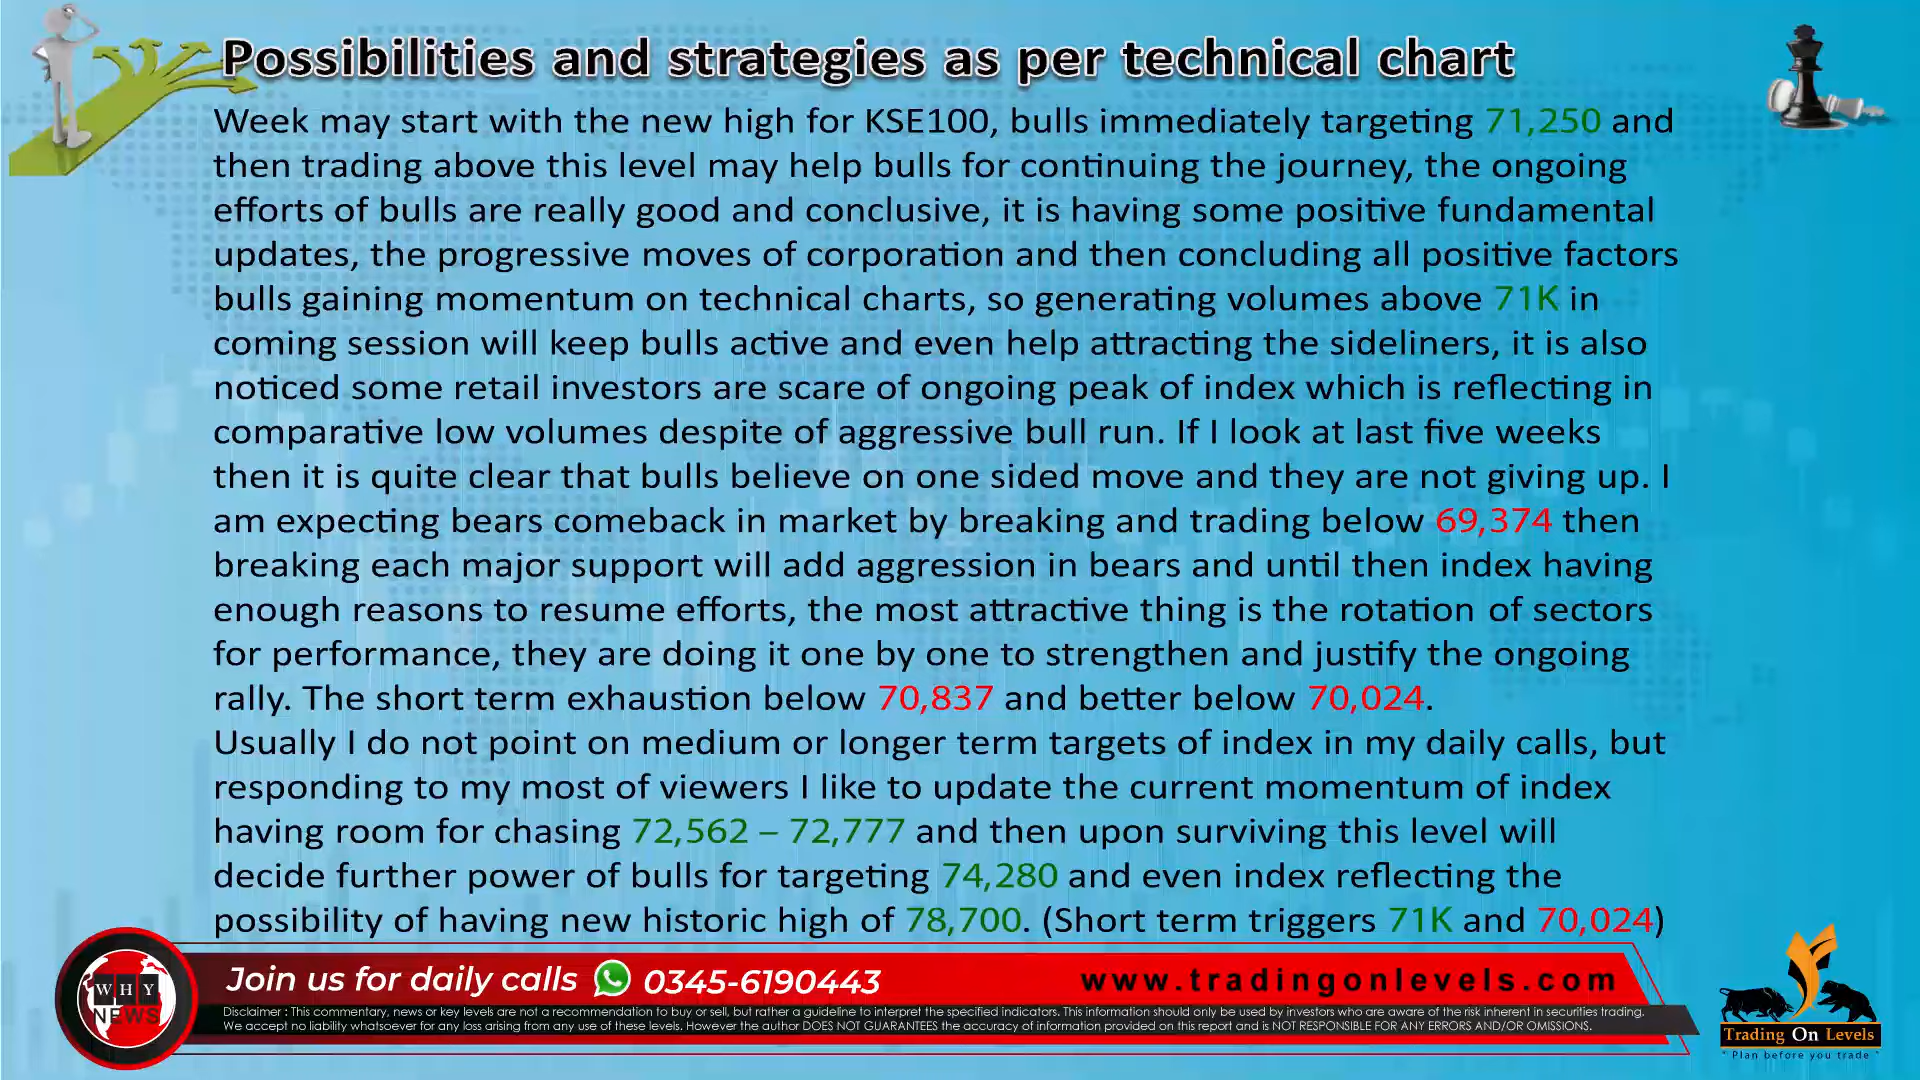 Possibilities and strategies as per technical chart
Week may start with the new high for KSE100, bulls immediately targeting 71,250 and
then trading above this level may help bulls for continuing the journey, the ongoing
efforts of bulls are really good and conclusive, it is having some positive fundamental
updates, the progressive moves of corporation and then concluding all positive factors
bulls gaining momentum on technical charts, so generating volumes above 71K in
coming session will keep bulls active and even help attracting the sideliners, it is also
noticed some retail investors are scare of ongoing peak of index which is reflecting in
comparative low volumes despite of aggressive bull run. If I look at last five weeks
then it is quite clear that bulls believe on one sided move and they are not giving up. I
am expecting bears comeback in market by breaking and trading below 69,374 then
breaking each major support will add aggression in bears and until then index having
enough reasons to resume efforts, the most attractive thing is the rotation of sectors
for performance, they are doing it one by one to strengthen and justify the ongoing
rally. The short term exhaustion below 70,837 and better below 70,024.
Usually I do not point on medium or longer term targets of index in my daily calls, but
responding to my most of viewers I like to update the current momentum of index
having room for chasing 72,562 – 72,777 and then upon surviving this level will
decide further power of bulls for targeting 74,280 and even index reflecting the
possibility of having new historic high of 78,700. (Short term triggers 71K and 70,024)
WHY
NEWS
Join us for daily calls 0345-6190443
www.tradingonlevels.com
Disclaimer : This commentary, news or key levels are not a recommendation to buy or sell, but rather a guideline to interpret the specified indicators. This information should only be used by investors who are aware of the risk inherent in securities trading.
We accept no liability whatsoever for any loss arising from any use of these levels. However the author DOES NOT GUARANTEES the accuracy of information provided on this report and is NOT RESPONSIBLE FOR ANY ERRORS AND/OR OMISSIONS.
Trading On Levels
" Plan before you trade "